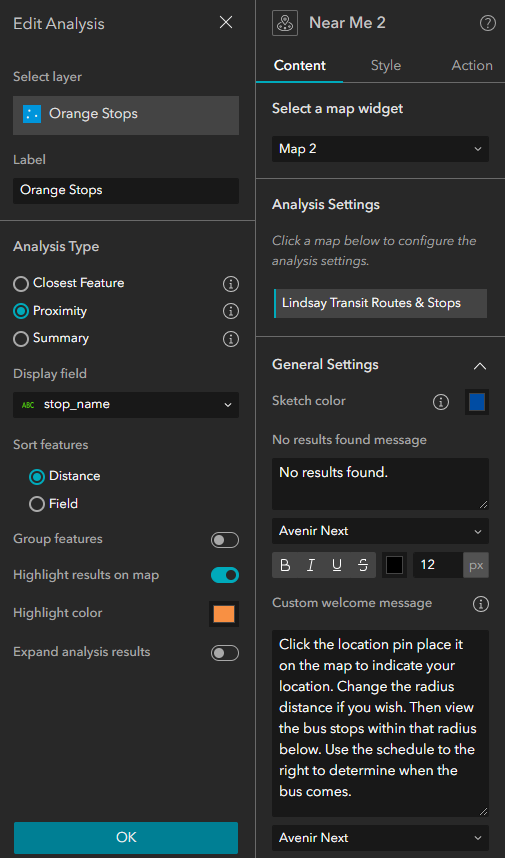 Edit Analysis
Select layer
Orange Stops
Label
Orange Stops
Analysis Type
Closest Feature
Proximity
Summary
Display field
ABC stop_name
Sort features
Distance
Field
Group features
Highlight results on map
Highlight color
Expand analysis results
OK
Near Me 2
?
Content Style Action
Select a map widget
Map 2
Analysis Settings
Click a map below to configure the
analysis settings.
Lindsay Transit Routes & Stops
General Settings
Sketch color
No results found message
No results found.
Avenir Next
B I U S 12 px
Custom welcome message
Click the location pin place it
on the map to indicate your
location. Change the radius
distance if you wish. Then view
the bus stops within that radius
below. Use the schedule to the
right to determine when the
bus comes.
Avenir Next